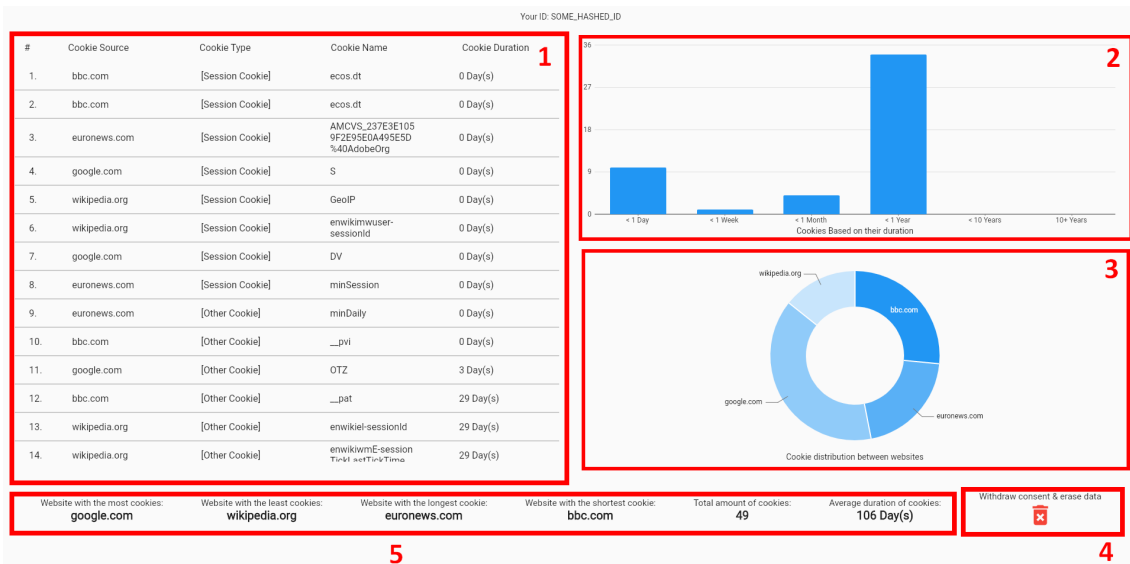 Your ID: SOME_HASHED_ID
# Cookie Source Cookie Type Cookie Name Cookie Duration
1
1. bbc.com [Session Cookie] ecos.dt 0 Day(s)
2. bbc.com [Session Cookie] ecos.dt 0 Day(s)
3. euronews.com [Session Cookie] AMCVS_237E3E105
9F2E95E0A495E5D
%40AdobeOrg 0 Day(s)
4. google.com [Session Cookie] S 0 Day(s)
5. wikipedia.org [Session Cookie] GeoIP 0 Day(s)
6. wikipedia.org [Session Cookie] enwikimwuser-
sessionId 0 Day(s)
7. google.com [Session Cookie] DV 0 Day(s)
8. euronews.com [Session Cookie] minSession 0 Day(s)
9. euronews.com [Other Cookie] minDaily 0 Day(s)
10. bbc.com [Other Cookie] __pvi 0 Day(s)
11. google.com [Other Cookie] OTZ 3 Day(s)
12. bbc.com [Other Cookie] __pat 29 Day(s)
13. wikipedia.org [Other Cookie] enwikiel-sessionId 29 Day(s)
14. wikipedia.org [Other Cookie] enwikiwmE-session
TickLastTickTime 29 Day(s)
2
36
27
18
9
0
< 1 Day < 1 Week < 1 Month < 1 Year < 10 Years 10+ Years
Cookies Based on their duration
3
wikipedia.org
bbc.com
google.com
euronews.com
Cookie distribution between websites
Website with the most cookies: Website with the least cookies: Website with the longest cookie: Website with the shortest cookie: Total amount of cookies: Average duration of cookies:
google.com wikipedia.org euronews.com bbc.com 49 106 Day(s)
5
Withdraw consent & erase data
4